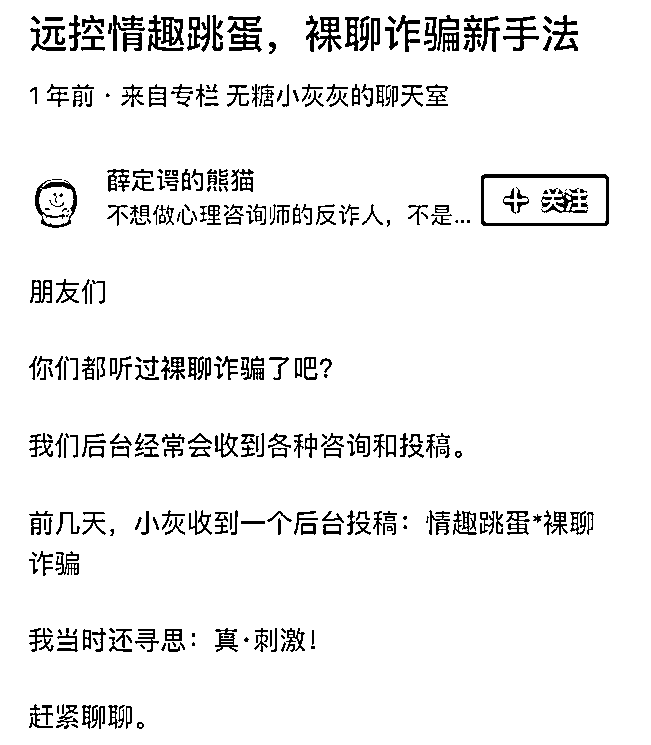 远控情趣跳蛋，裸聊诈骗新手法
1年前 · 来自专栏 无糖小灰灰的聊天室
薛定谔的熊猫
不想做心理咨询师的反诈人，不是...
+ 关注
朋友们
你们都听过裸聊诈骗了吧？
我们后台经常会收到各种咨询和投稿。
前几天，小灰收到一个后台投稿：情趣跳蛋*裸聊
诈骗
我当时还寻思：真·刺激！
赶紧聊聊。